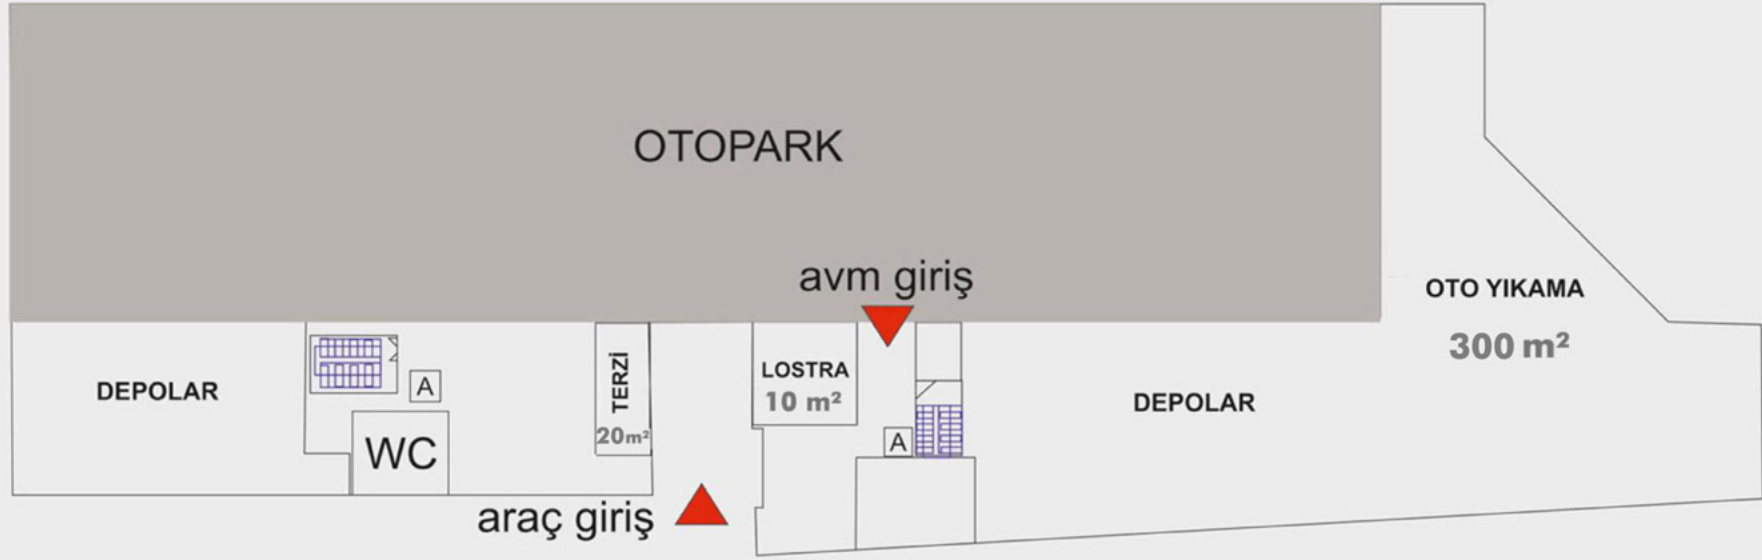 OTOPARK
avm giriş
OTO YIKAMA
300 m²
DEPOLAR
A
WC
TERZİ
20m²
LOSTRA
10 m²
A
DEPOLAR
araç giriş